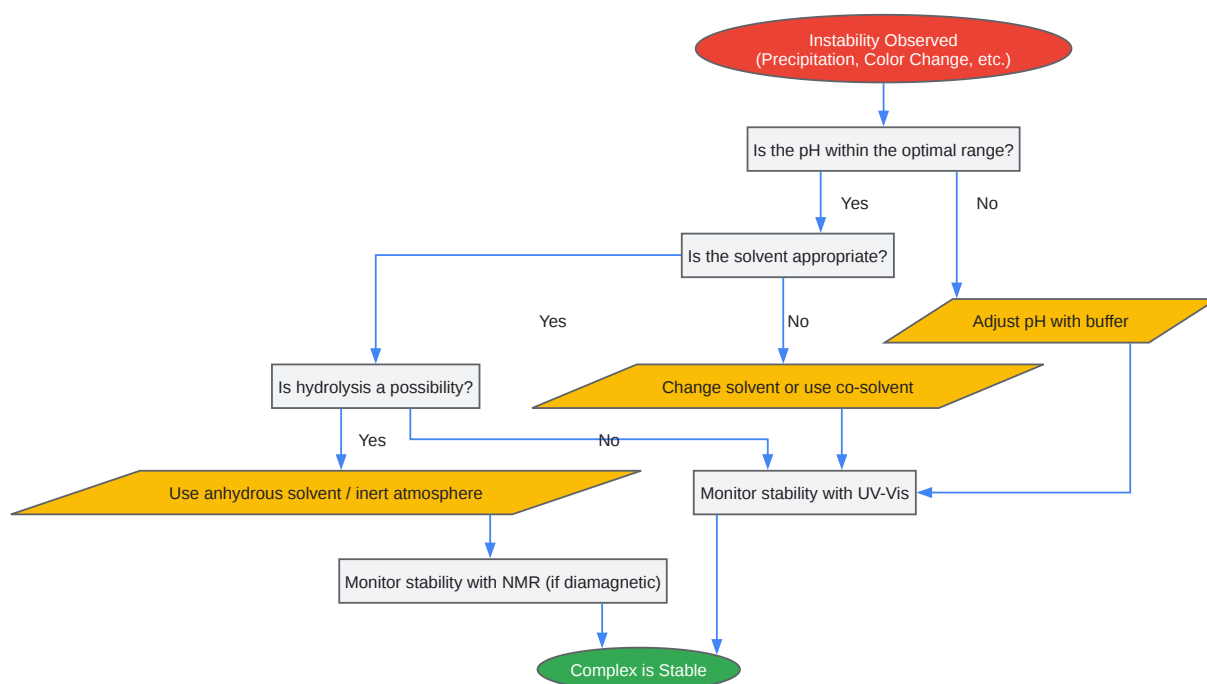 Instability Observed
(Precipitation, Color Change, etc.)
Is the pH within the optimal range?
Yes
No
Is the solvent appropriate?
Yes
No
Adjust pH with buffer
Is hydrolysis a possibility?
Change solvent or use co-solvent
Yes
No
Use anhydrous solvent / inert atmosphere
Monitor stability with UV-Vis
Monitor stability with NMR (if diamagnetic)
Complex is Stable